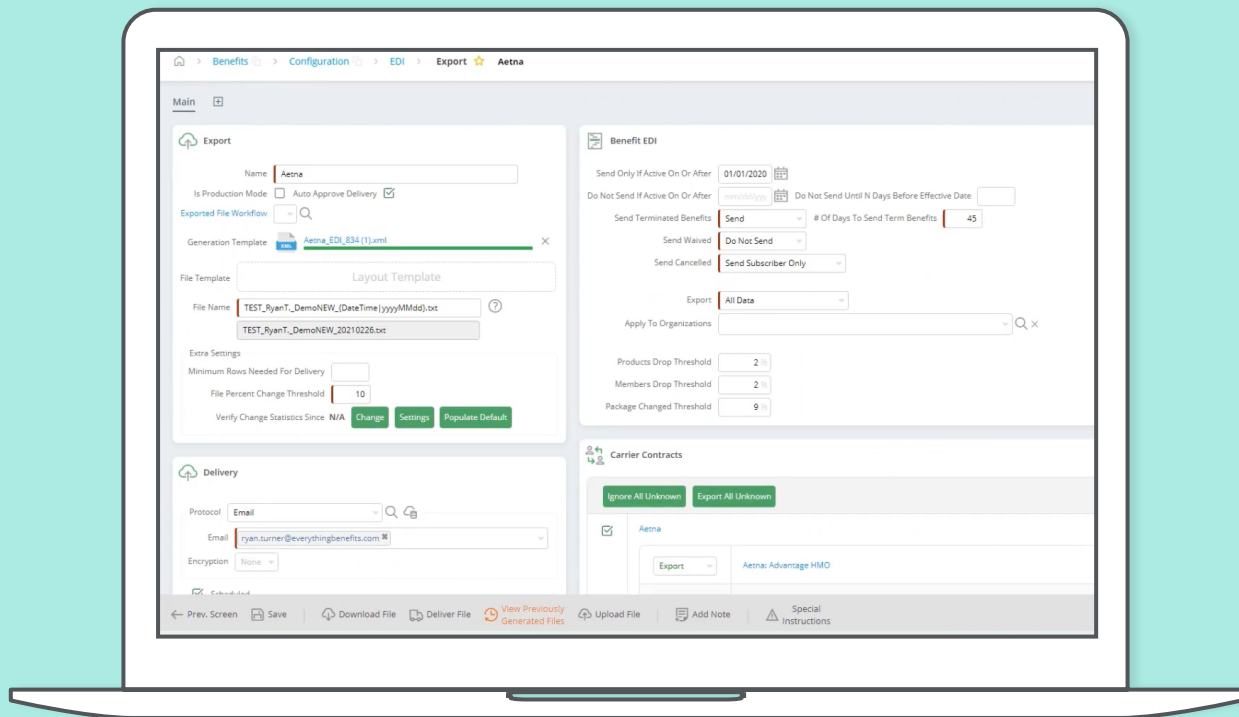 Benefits > Configuration > EDI > Export Aetna
Main
Export
Name Aetna
Is Production Mode Auto Approve Delivery
Exported File Workflow
Generation Template XML Aetna_EDI_834 (1).xml
File Template Layout Template
File Name TEST_RyanT._DemoNEW_{DateTime|yyyyMMdd}.txt
TEST_RyanT._DemoNEW_20210226.txt
Extra Settings
Minimum Rows Needed For Delivery
File Percent Change Threshold 10
Verify Change Statistics Since N/A Change Settings Populate Default
Delivery
Protocol Email
Email ryan.turner@everythingbenefits.com
Encryption None
Scheduled
Benefit EDI
Send Only If Active On Or After 01/01/2020
Do Not Send If Active On Or After mm/dd/yyyy Do Not Send Until N Days Before Effective Date
Send Terminated Benefits Send # Of Days To Send Term Benefits 45
Send Waived Do Not Send
Send Cancelled Send Subscriber Only
Export All Data
Apply To Organizations
Products Drop Threshold 2 %
Members Drop Threshold 2 %
Package Changed Threshold 9 %
Carrier Contracts
Ignore All Unknown Export All Unknown
Aetna
Export Aetna: Advantage HMO
Prev. Screen Save Download File Deliver File View Previously Generated Files Upload File Add Note Special Instructions